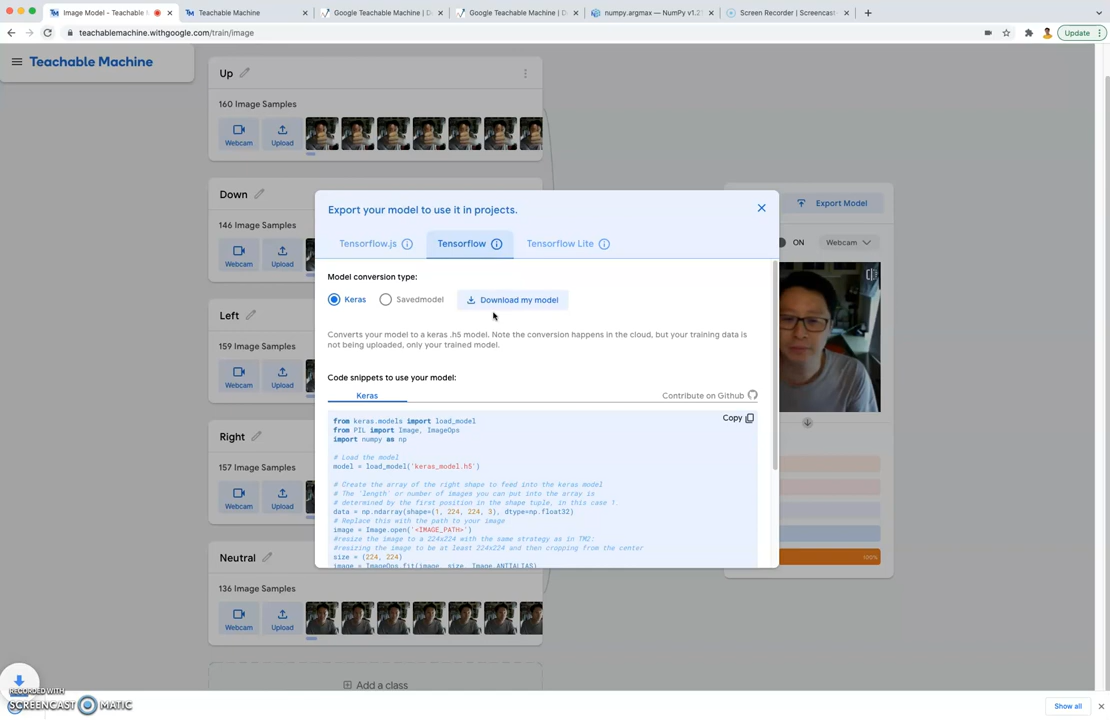 Image Model - Teachable M
Teachable Machine
Google Teachable Machine | D
Google Teachable Machine | D
numpy.argmax — NumPy v1.2
Screen Recorder | Screencast-
teachablemachine.withgoogle.com/train/image
Update
Teachable Machine
Up
160 Image Samples
Webcam
Upload
Down
146 Image Samples
Webcam
Upload
Left
159 Image Samples
Webcam
Upload
Right
157 Image Samples
Webcam
Upload
Neutral
136 Image Samples
Webcam
Upload
Add a class
Export Model
ON
Webcam
100%
Export your model to use it in projects.
Tensorflow.js
Tensorflow
Tensorflow Lite
Model conversion type:
Keras
Savedmodel
Download my model
Converts your model to a keras .h5 model. Note the conversion happens in the cloud, but your training data is
not being uploaded, only your trained model.
Code snippets to use your model:
Keras
Contribute on Github
Copy
from keras.models import load_model
from PIL import Image, ImageOps
import numpy as np
# Load the model
model = load_model('keras_model.h5')
# Create the array of the right shape to feed into the keras model
# The 'length' or number of images you can put into the array is
# determined by the first position in the shape tuple, in this case 1.
data = np.ndarray(shape=(1, 224, 224, 3), dtype=np.float32)
# Replace this with the path to your image
image = Image.open('<IMAGE_PATH>')
#resize the image to a 224x224 with the same strategy as in TM2:
#resizing the image to be at least 224x224 and then cropping from the center
size = (224, 224)
image = ImageOps.fit(image, size, Image.ANTIALIAS)
RECORDED WITH
SCREENCAST MATIC
Show all